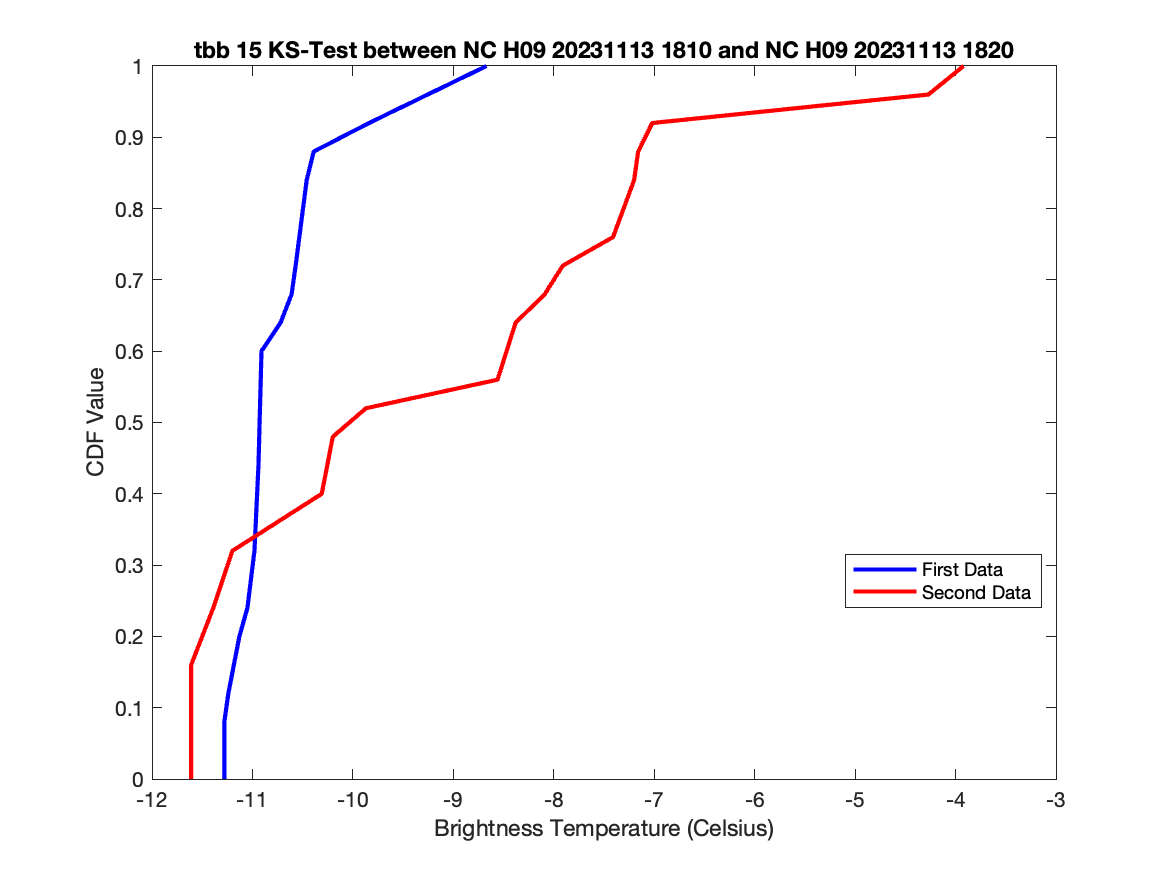 tbb 15 KS-Test between NC H09 20231113 1810 and NC H09 20231113 1820
1
0.9
0.8
0.7
0.6
0.5
0.4
0.3
0.2
0.1
0
CDF Value
First Data
Second Data
-12 -11 -10 -9 -8 -7 -6 -5 -4 -3
Brightness Temperature (Celsius)